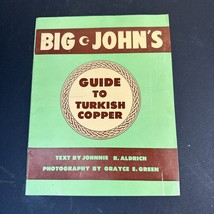 BIG JOHN'S
GUIDE
TO
TURKISH
COPPER
TEXT BY JOHNNIE R. ALDRICH
PHOTOGRAPHY BY GRAYCE E. GREEN